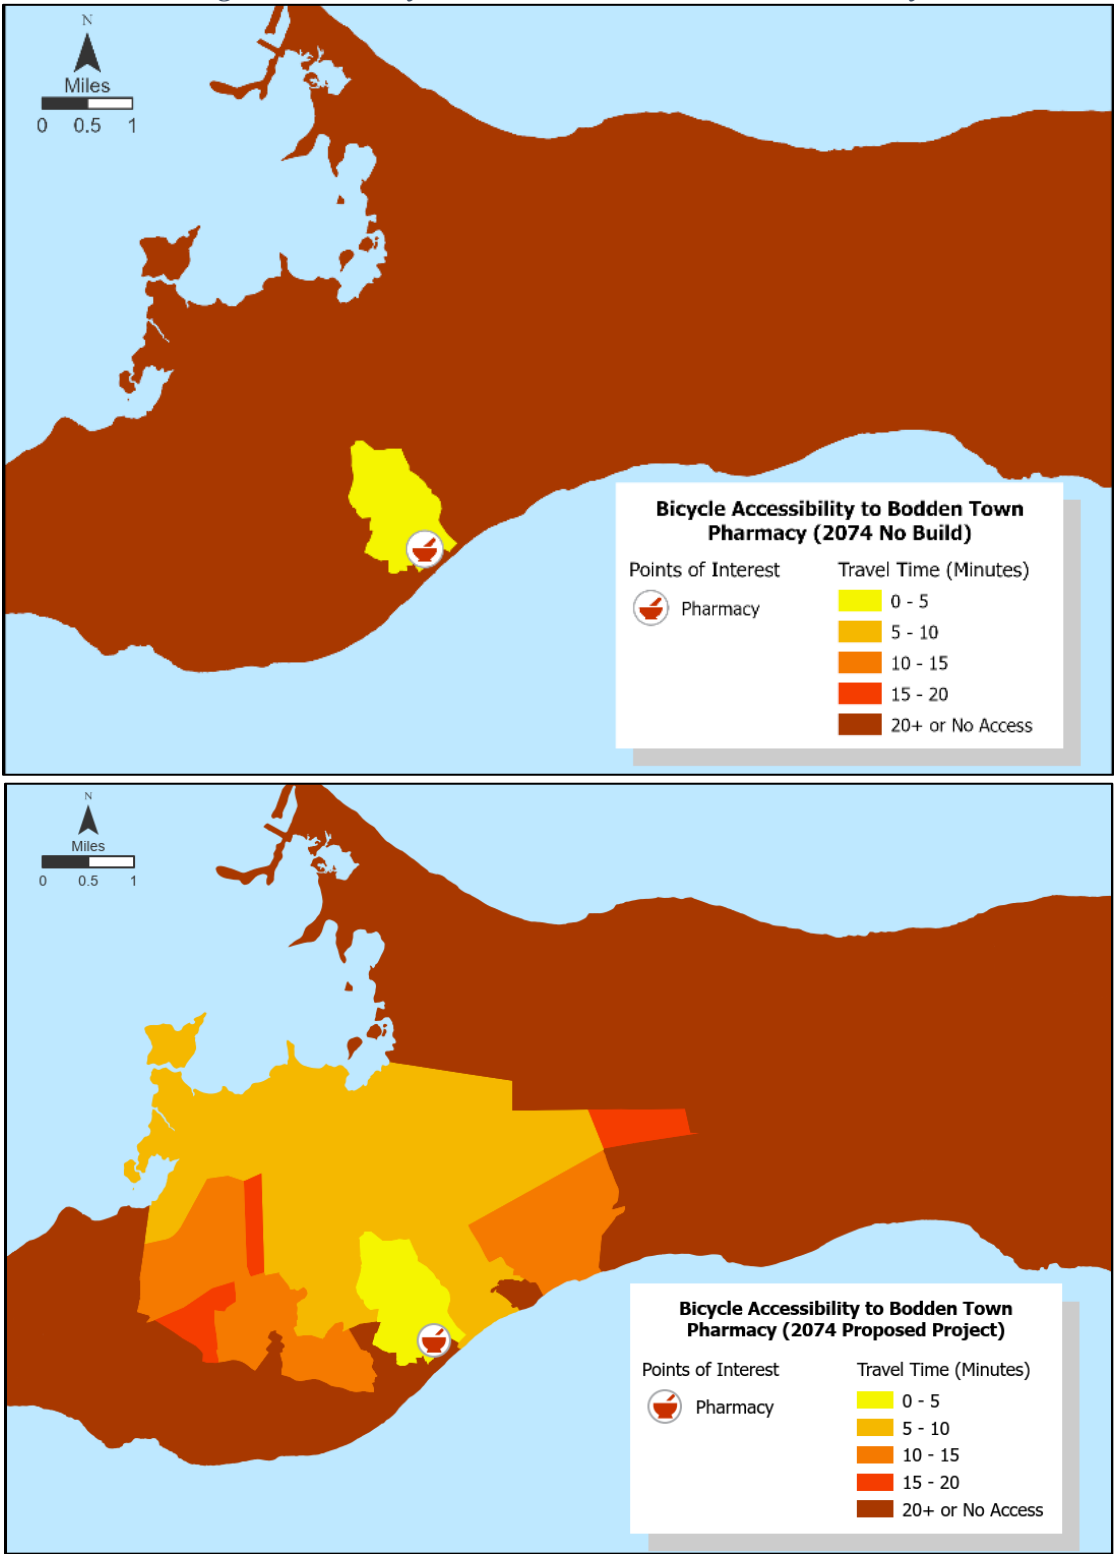 N
Miles
0 0.5 1
Bicycle Accessibility to Bodden Town
Pharmacy (2074 No Build)
Points of Interest
Pharmacy
Travel Time (Minutes)
0 - 5
5 - 10
10 - 15
15 - 20
20+ or No Access
N
Miles
0 0.5 1
Bicycle Accessibility to Bodden Town
Pharmacy (2074 Proposed Project)
Points of Interest
Pharmacy
Travel Time (Minutes)
0 - 5
5 - 10
10 - 15
15 - 20
20+ or No Access